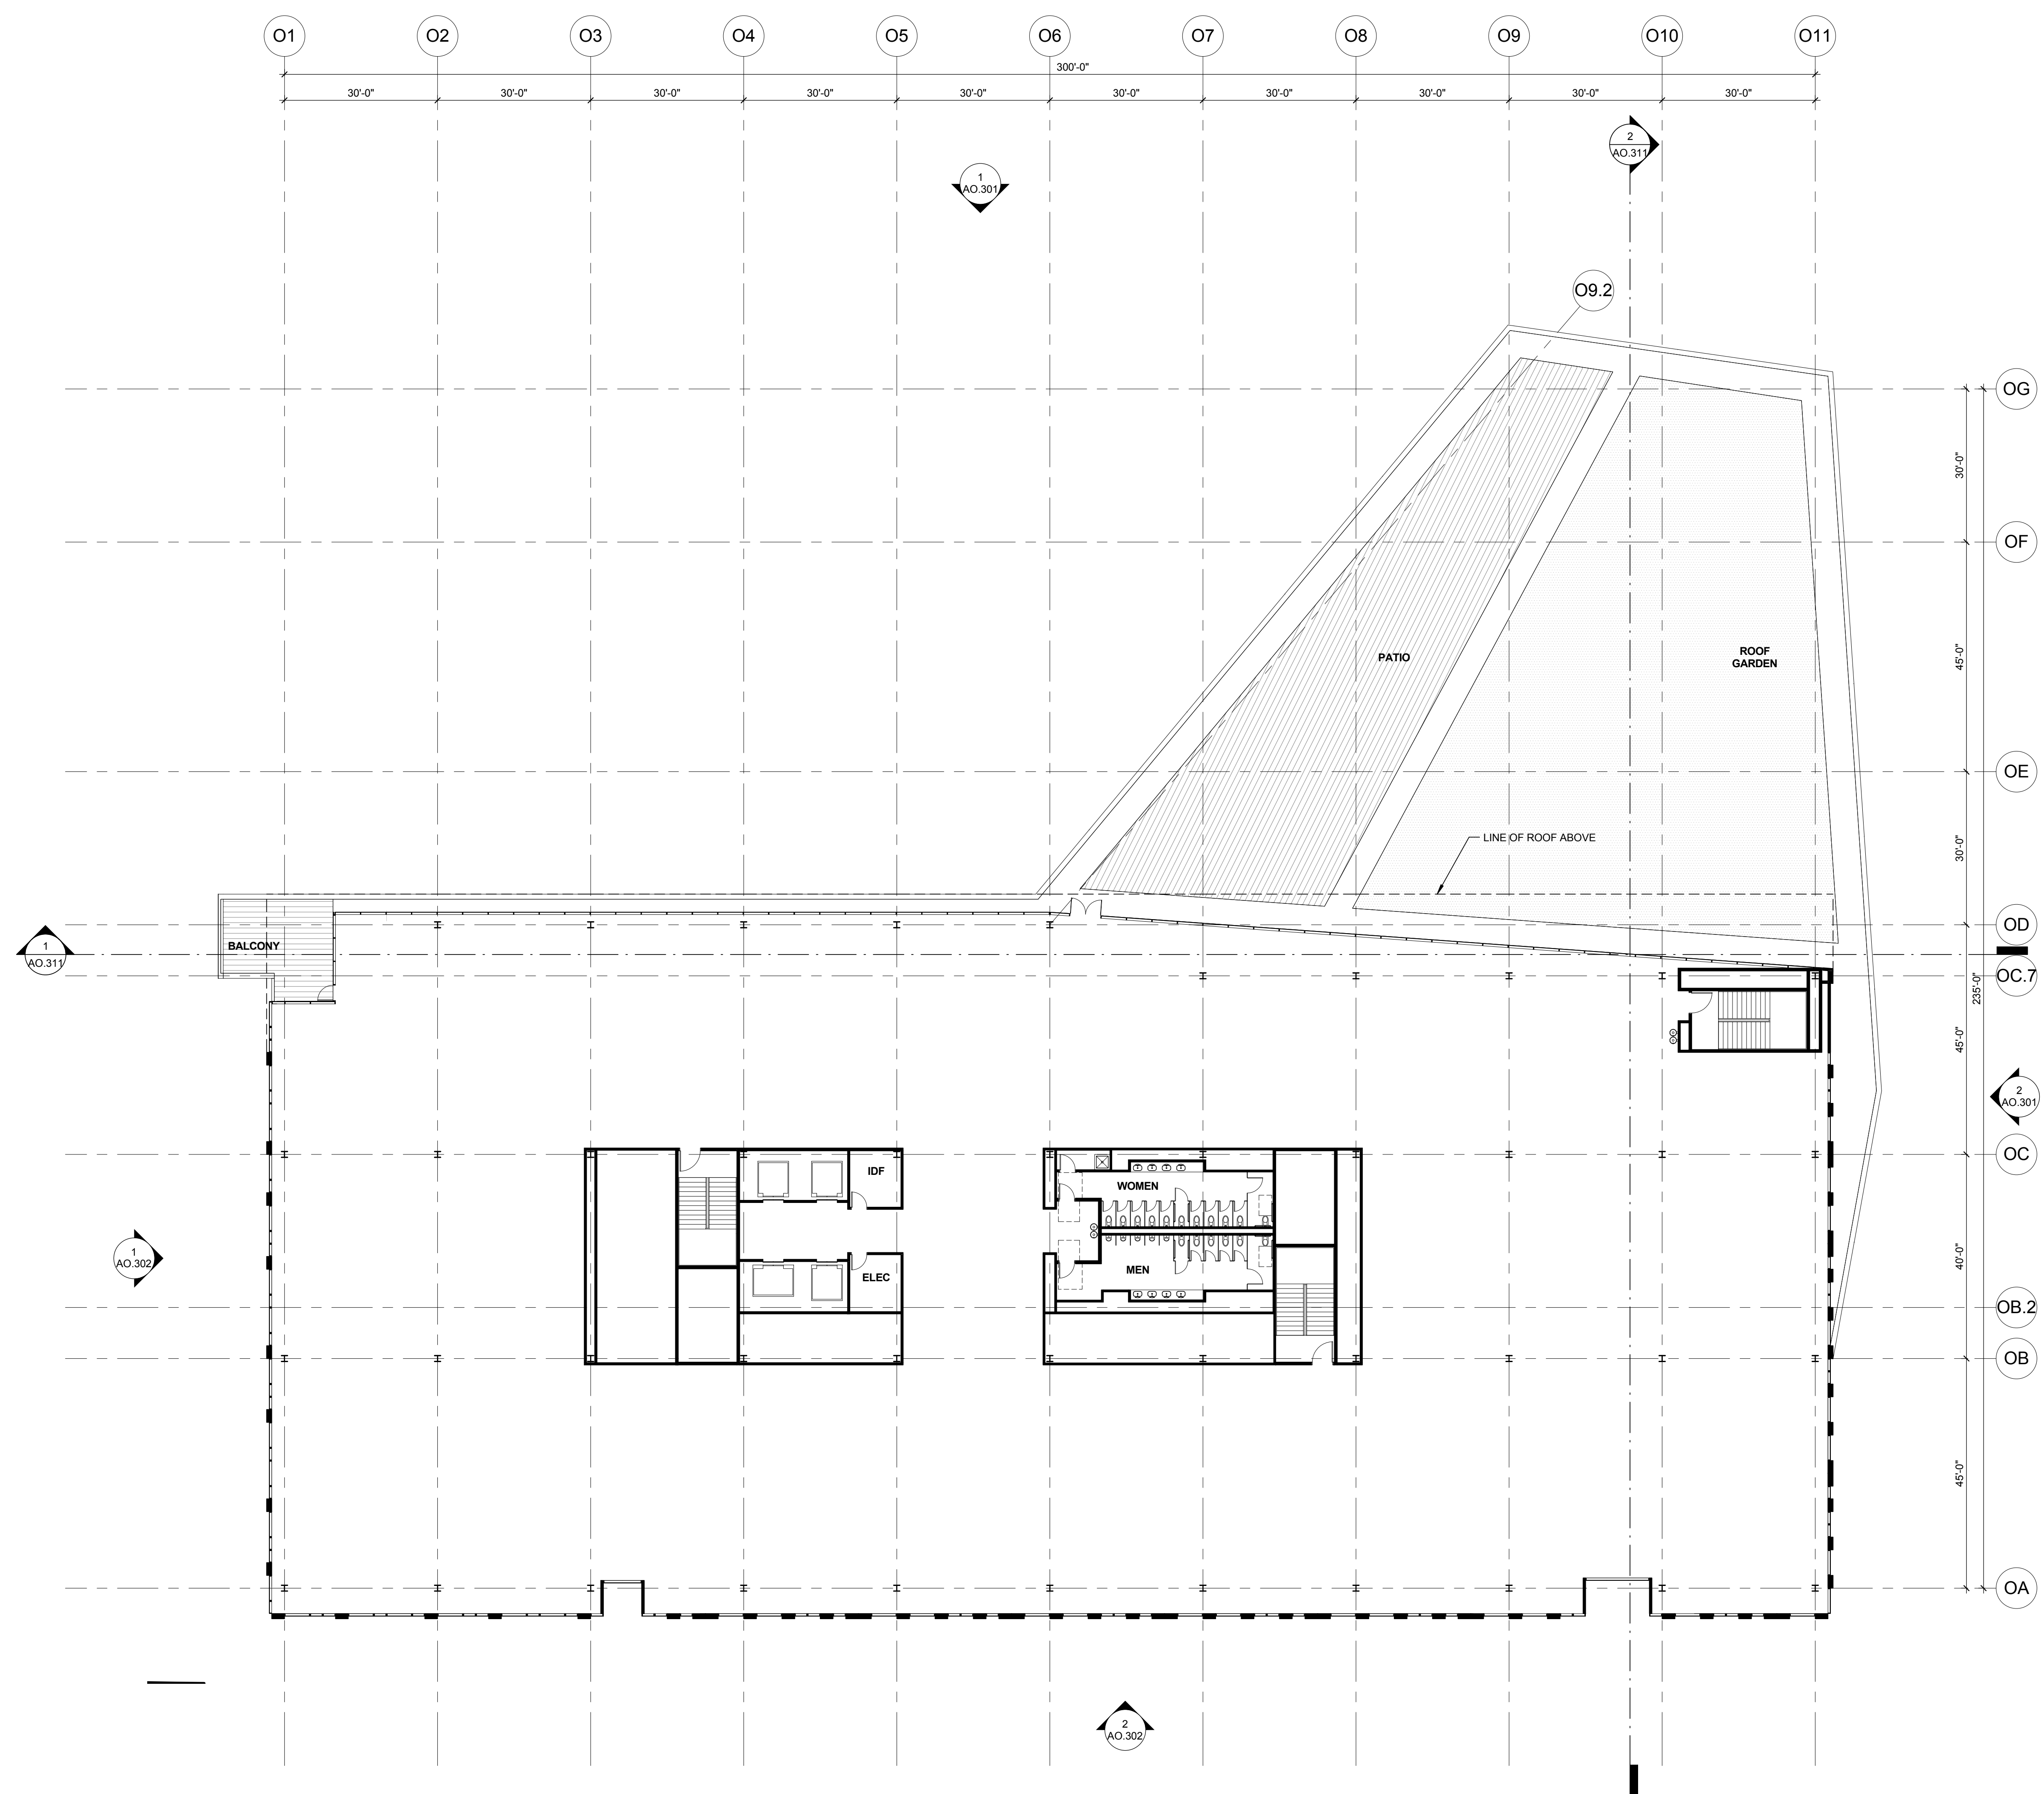 O1 O2 O3 O4 O5 O6 O7 O8 O9 O10 O11
300'-0"
30'-0" 30'-0" 30'-0" 30'-0" 30'-0" 30'-0" 30'-0" 30'-0" 30'-0" 30'-0"
2
AO.311
1
AO.301
O9.2
OG
30'-0"
OF
PATIO
ROOF
GARDEN
45'-0"
OE
LINE OF ROOF ABOVE
30'-0"
OD
BALCONY
1
AO.311
OC.7
235'-0"
45'-0"
2
AO.301
OC
IDF
WOMEN
1
AO.302
ELEC
MEN
40'-0"
OB.2
OB
45'-0"
OA
2
AO.302